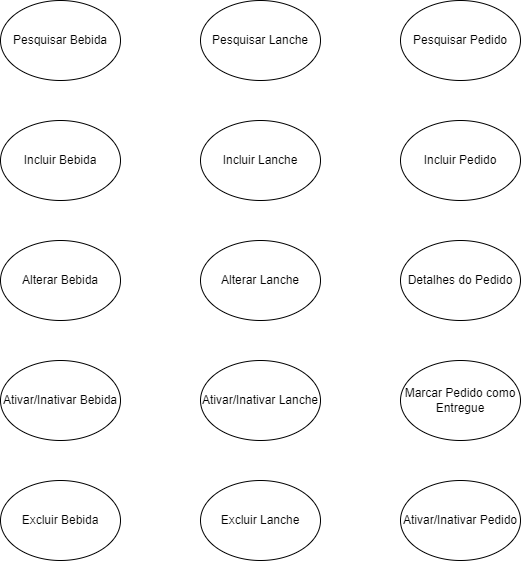 Pesquisar Bebida
Pesquisar Lanche
Pesquisar Pedido
Incluir Bebida
Incluir Lanche
Incluir Pedido
Alterar Bebida
Alterar Lanche
Detalhes do Pedido
Ativar/Inativar Bebida
Ativar/Inativar Lanche
Marcar Pedido como
Entregue
Excluir Bebida
Excluir Lanche
Ativar/Inativar Pedido